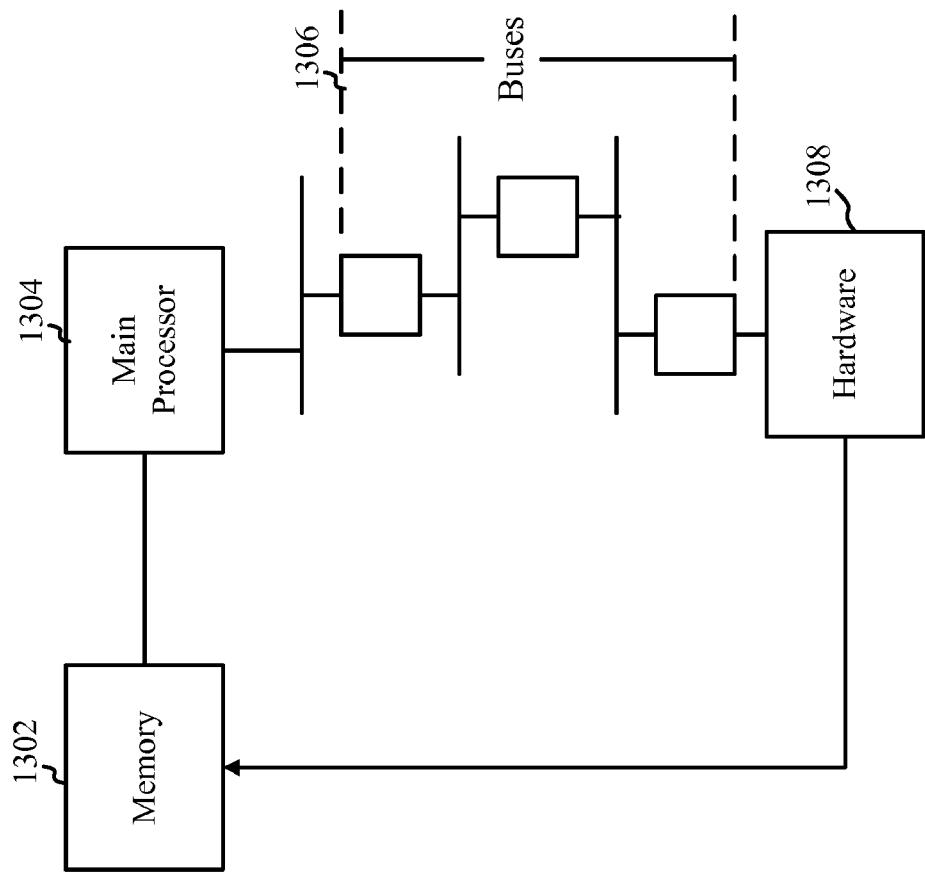 1302
Memory
1304
Main
Processor
1306
Buses
1308
Hardware